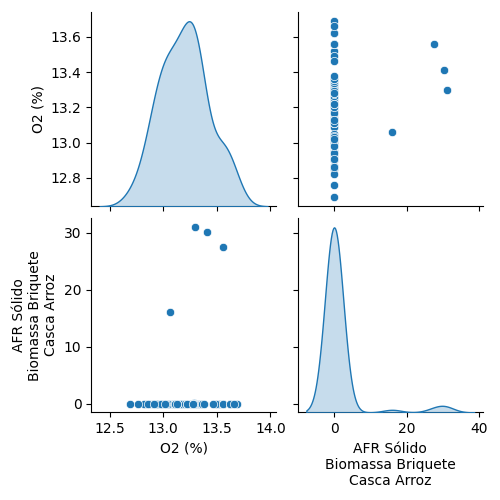 13.6
13.4
13.2
13.0
12.8
O2 (%)
30
20
10
0
AFR Sólido
Biomassa Briquete
Casca Arroz
12.5
13.0
13.5
14.0
O2 (%)
0
20
40
AFR Sólido
Biomassa Briquete
Casca Arroz